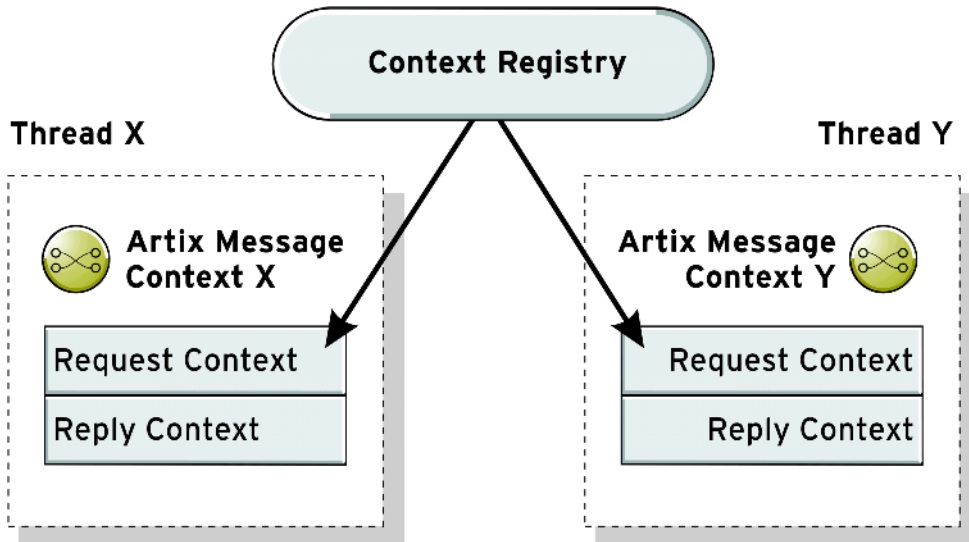 Context Registry
Thread X
Thread Y
Artix Message
Context X
Request Context
Reply Context
Artix Message
Context Y
Request Context
Reply Context